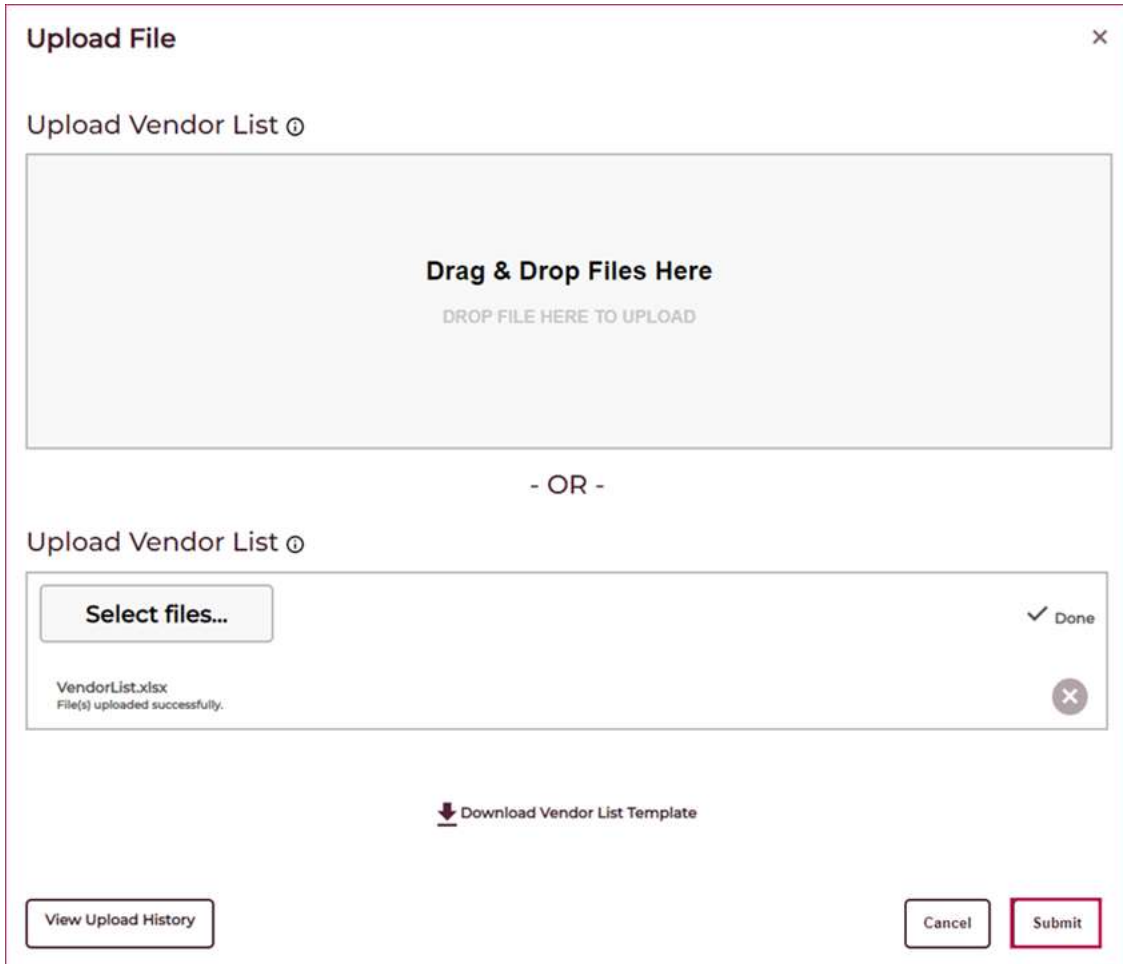 Upload File
Upload Vendor List
Drag & Drop Files Here
DROP FILE HERE TO UPLOAD
- OR -
Upload Vendor List
Select files...
Done
VendorList.xlsx
File(s) uploaded successfully.
Download Vendor List Template
View Upload History
Cancel
Submit